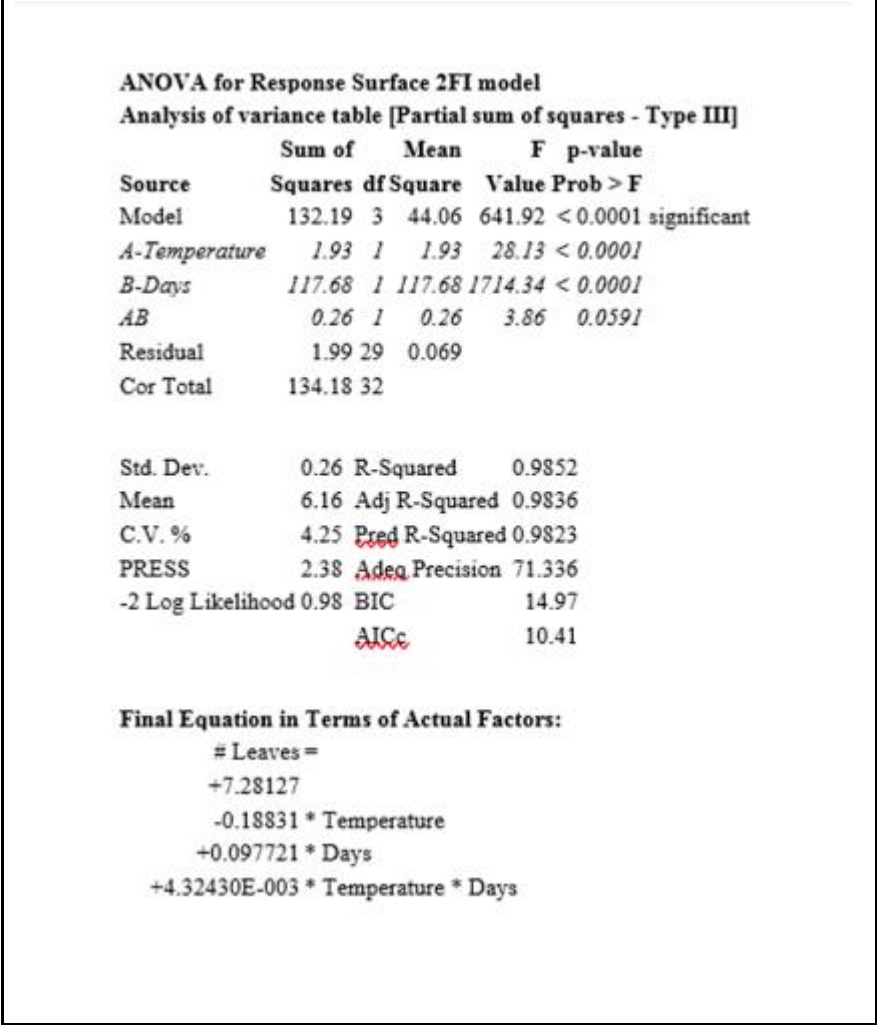 ANOVA for Response Surface 2FI model
Analysis of variance table [Partial sum of squares - Type III]
Sum of Mean F p-value
Source Squares df Square Value Prob > F
Model 132.19 3 44.06 641.92 < 0.0001 significant
A-Temperature 1.93 1 1.93 28.13 < 0.0001
B-Days 117.68 1 117.68 1714.34 < 0.0001
AB 0.26 1 0.26 3.86 0.0591
Residual 1.99 29 0.069
Cor Total 134.18 32
Std. Dev. 0.26 R-Squared 0.9852
Mean 6.16 Adj R-Squared 0.9836
C.V. % 4.25 Pred R-Squared 0.9823
PRESS 2.38 Adeq Precision 71.336
-2 Log Likelihood 0.98 BIC 14.97
AICc 10.41
Final Equation in Terms of Actual Factors:
# Leaves =
+7.28127
-0.18831 * Temperature
+0.097721 * Days
+4.32430E-003 * Temperature * Days